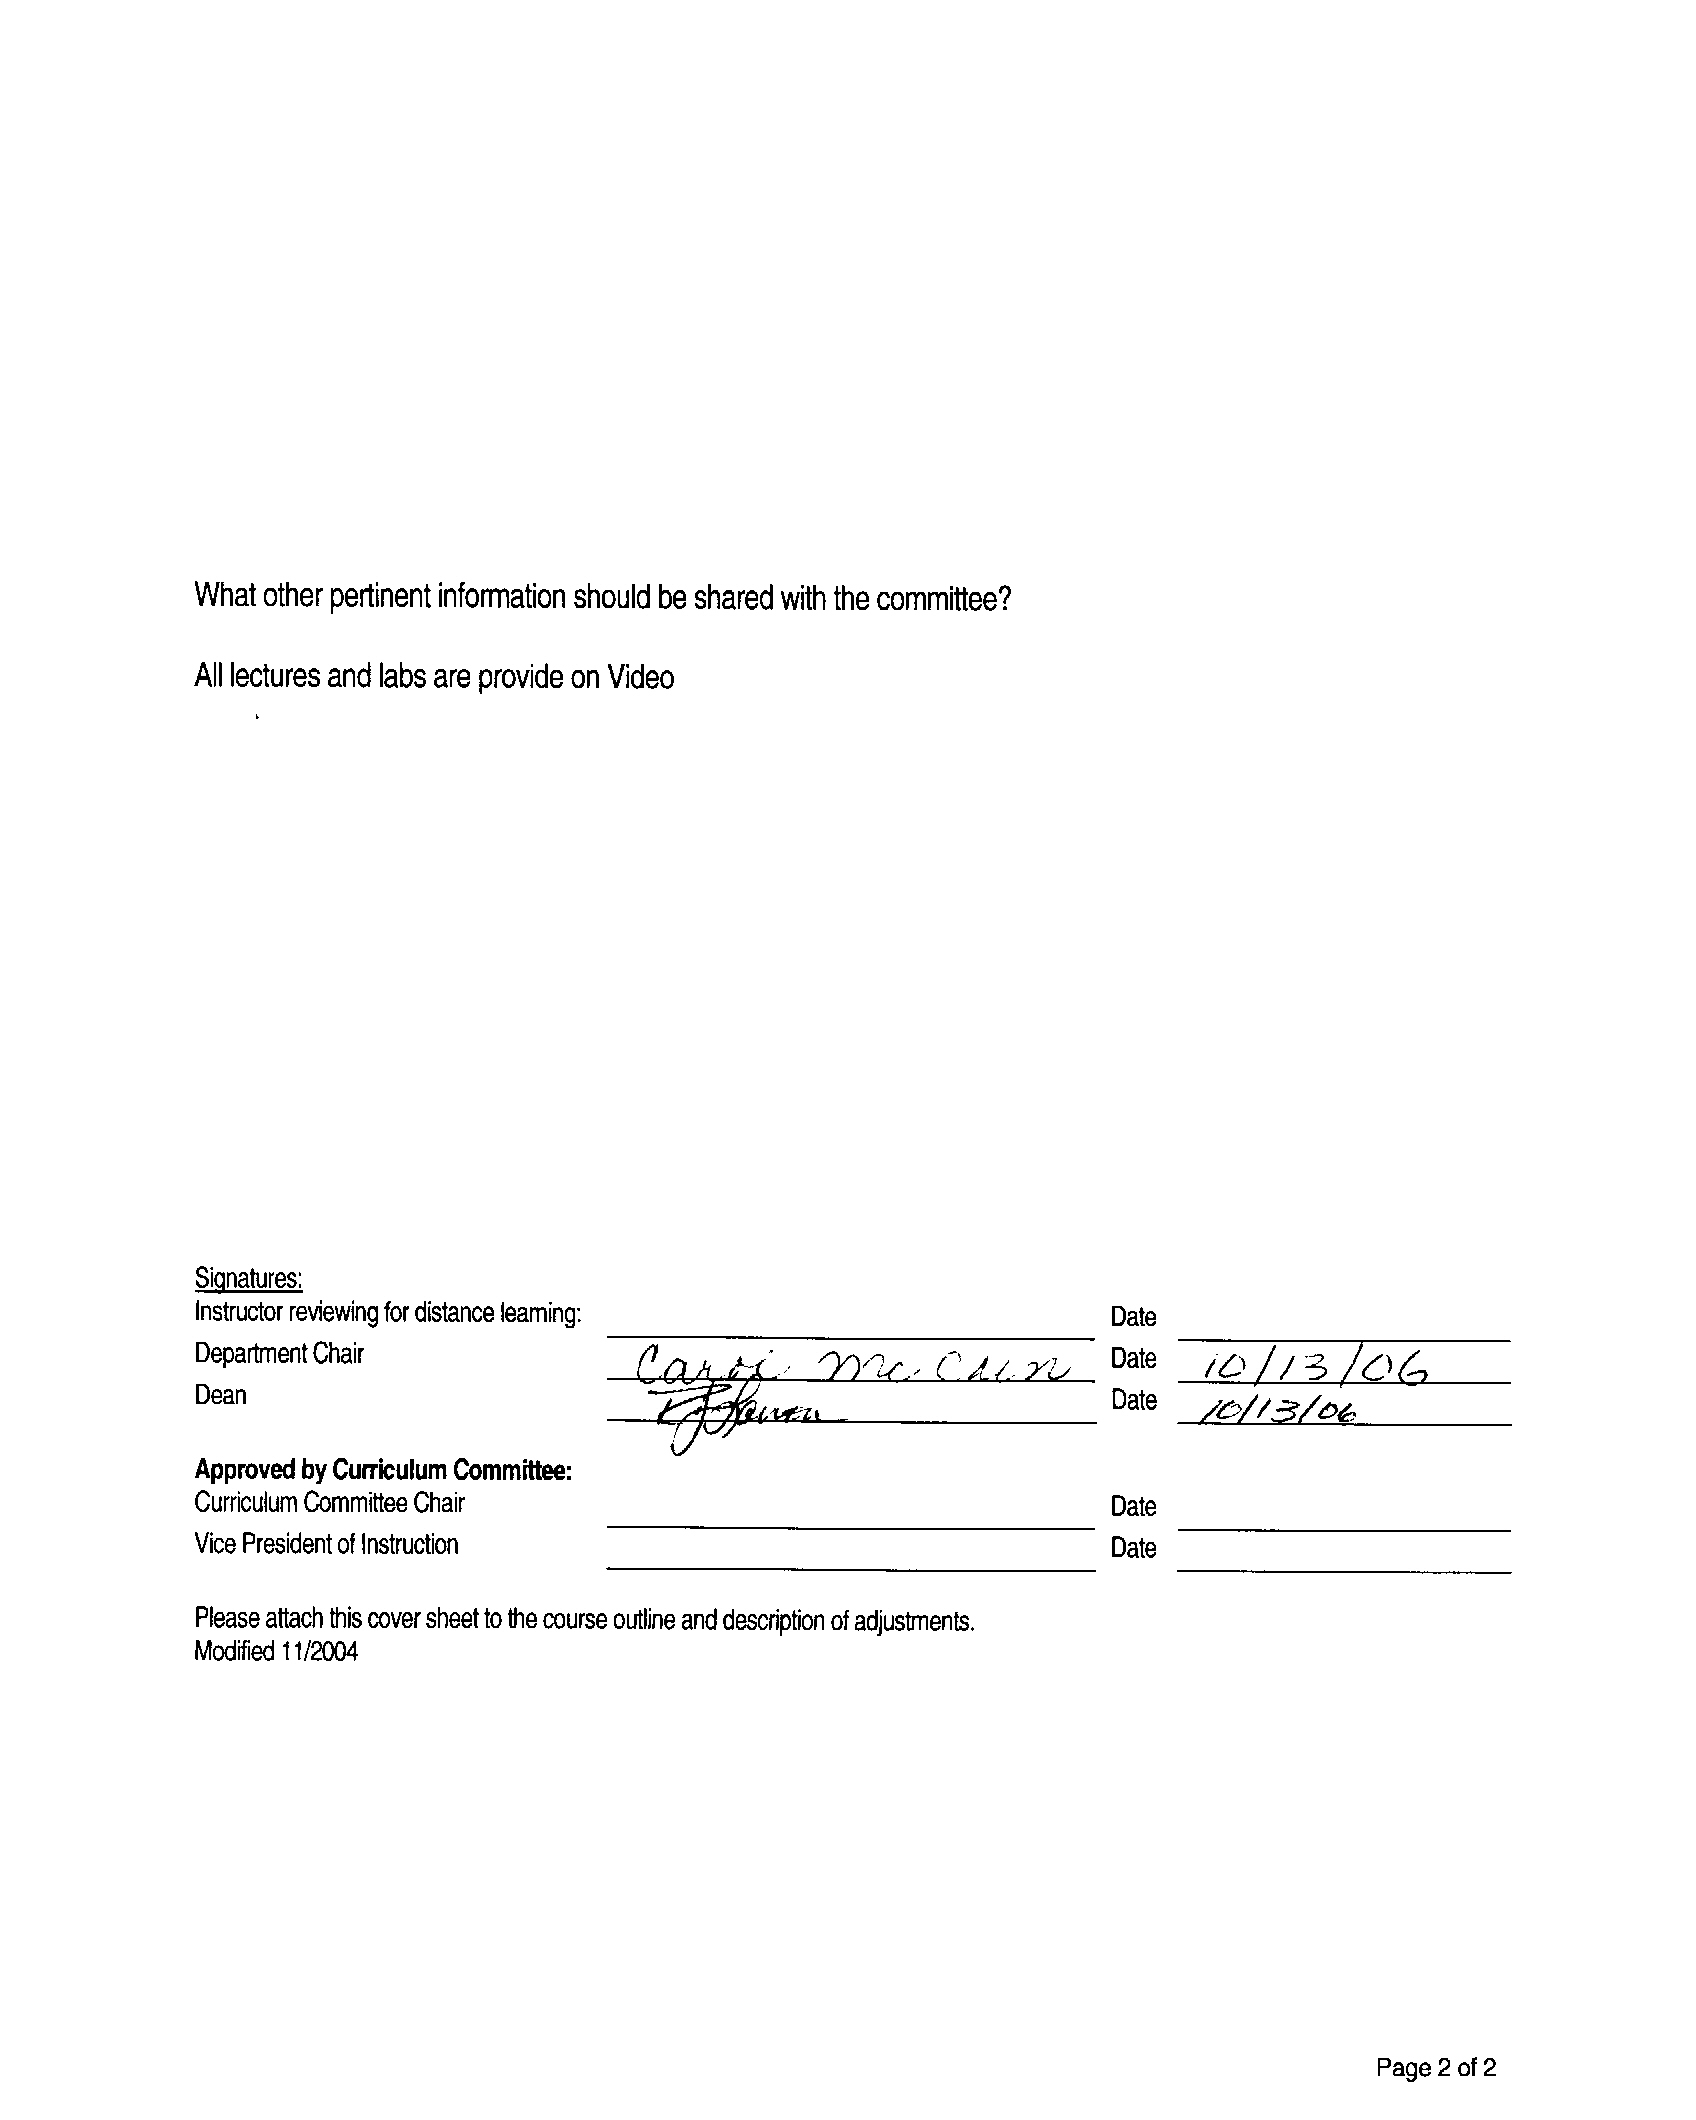 What other pertinent information should be shared with the committee?
All lectures and labs are provide on Video
Signatures:
Instructor reviewing for distance learning: Date
Department Chair Date 10/13/06
Dean Date 10/13/06
Approved by Curriculum Committee:
Curriculum Committee Chair Date
Vice President of Instruction Date
Please attach this cover sheet to the course outline and description of adjustments.
Modified 11/2004
Page 2 of 2